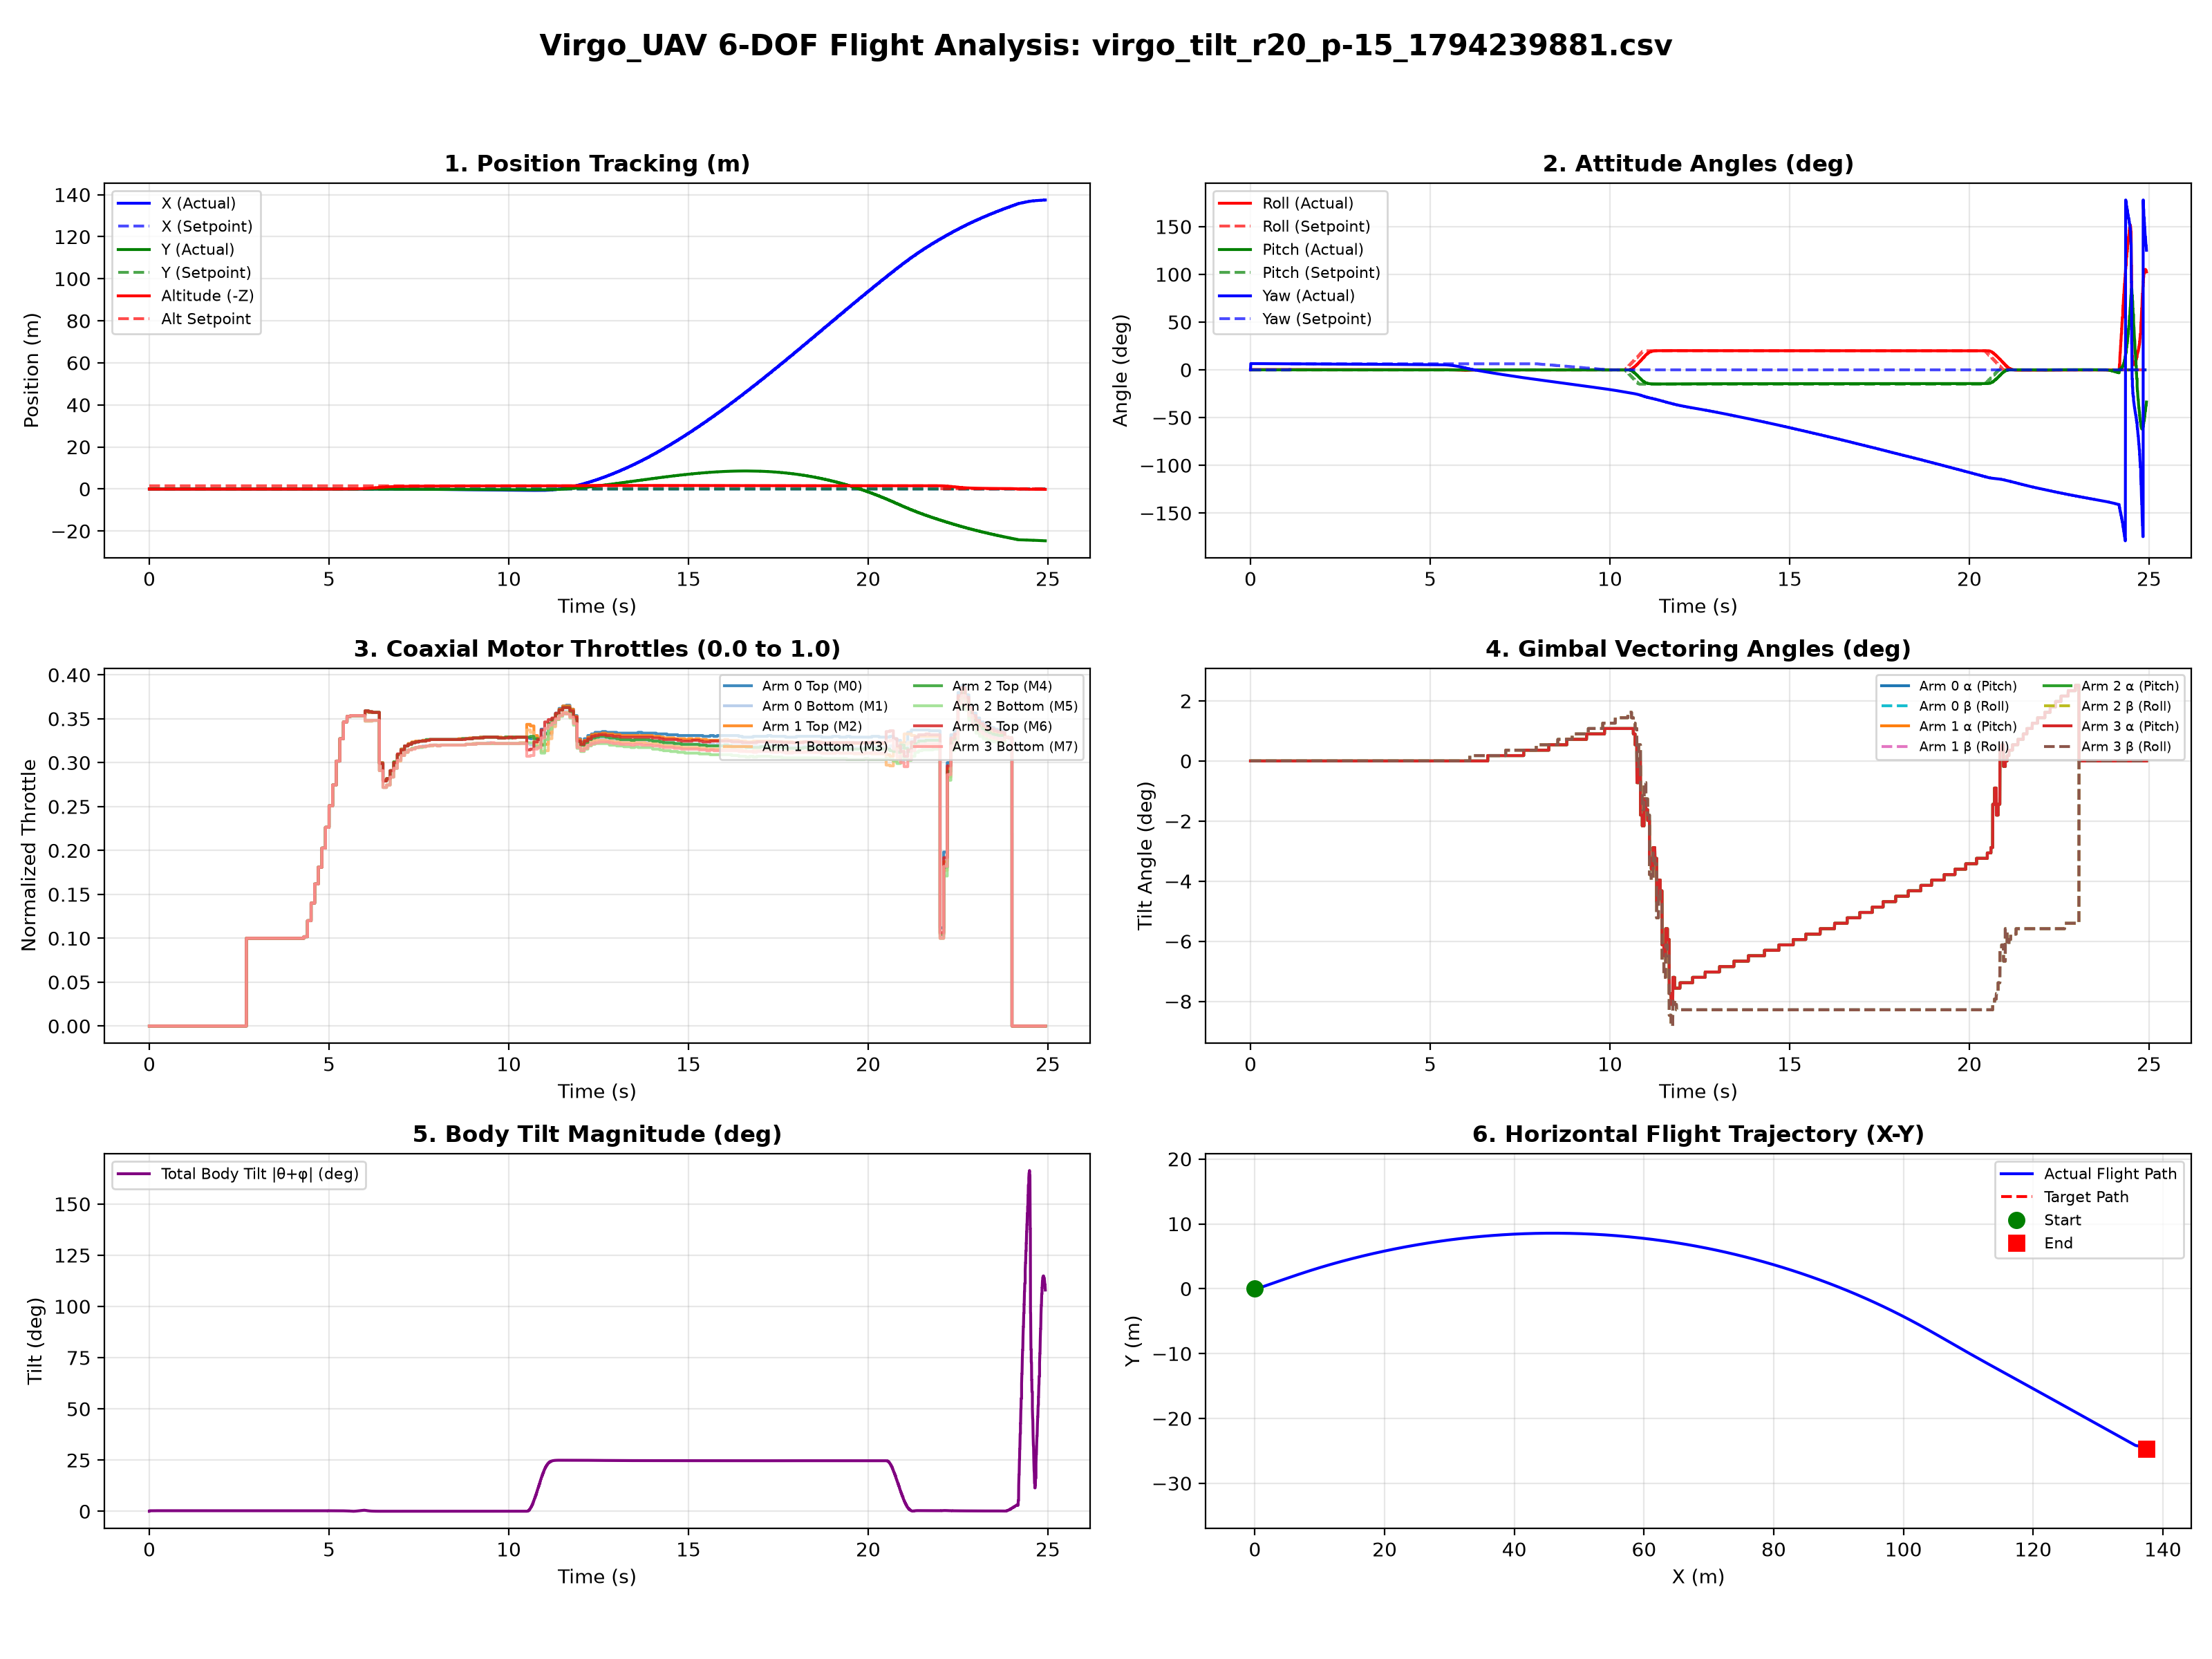 Virgo_UAV 6-DOF Flight Analysis: virgo_tilt_r20_p-15_1794239881.csv
1. Position Tracking (m)
140
120
100
80
60
40
20
0
−20
Position (m)
X (Actual)
X (Setpoint)
Y (Actual)
Y (Setpoint)
Altitude (-Z)
Alt Setpoint
0 5 10 15 20 25
Time (s)
2. Attitude Angles (deg)
150
100
50
0
−50
−100
−150
Angle (deg)
Roll (Actual)
Roll (Setpoint)
Pitch (Actual)
Pitch (Setpoint)
Yaw (Actual)
Yaw (Setpoint)
0 5 10 15 20 25
Time (s)
3. Coaxial Motor Throttles (0.0 to 1.0)
0.40
0.35
0.30
0.25
0.20
0.15
0.10
0.05
0.00
Normalized Throttle
Arm 0 Top (M0) Arm 2 Top (M4)
Arm 0 Bottom (M1) Arm 2 Bottom (M5)
Arm 1 Top (M2) Arm 3 Top (M6)
Arm 1 Bottom (M3) Arm 3 Bottom (M7)
0 5 10 15 20 25
Time (s)
4. Gimbal Vectoring Angles (deg)
2
0
−2
−4
−6
−8
Tilt Angle (deg)
Arm 0 α (Pitch) Arm 2 α (Pitch)
Arm 0 β (Roll) Arm 2 β (Roll)
Arm 1 α (Pitch) Arm 3 α (Pitch)
Arm 1 β (Roll) Arm 3 β (Roll)
0 5 10 15 20 25
Time (s)
5. Body Tilt Magnitude (deg)
150
125
100
75
50
25
0
Tilt (deg)
Total Body Tilt |θ+φ| (deg)
0 5 10 15 20 25
Time (s)
6. Horizontal Flight Trajectory (X-Y)
20
10
0
−10
−20
−30
Y (m)
Actual Flight Path
Target Path
Start
End
0 20 40 60 80 100 120 140
X (m)